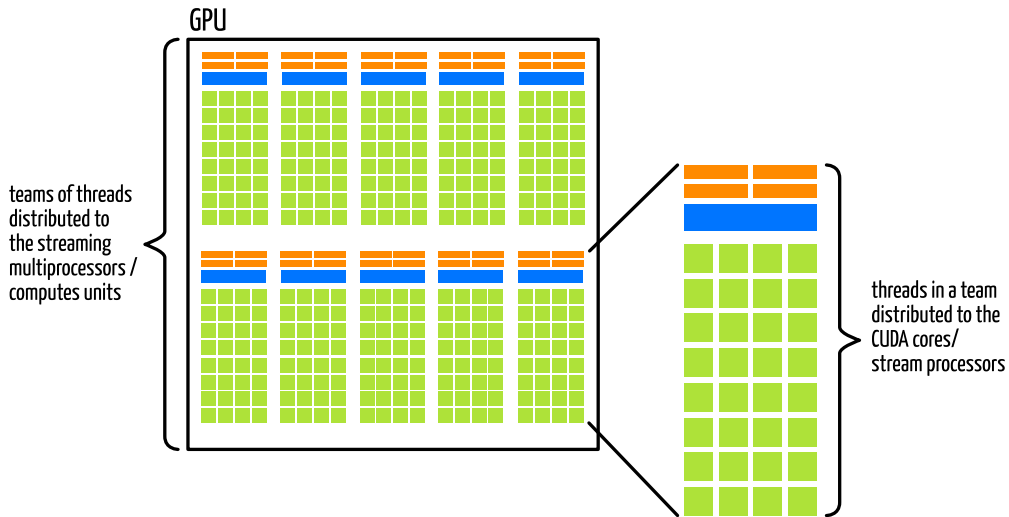 GPU
teams of threads
distributed to
the streaming
multiprocessors /
computes units
threads in a team
distributed to the
CUDA cores/
stream processors